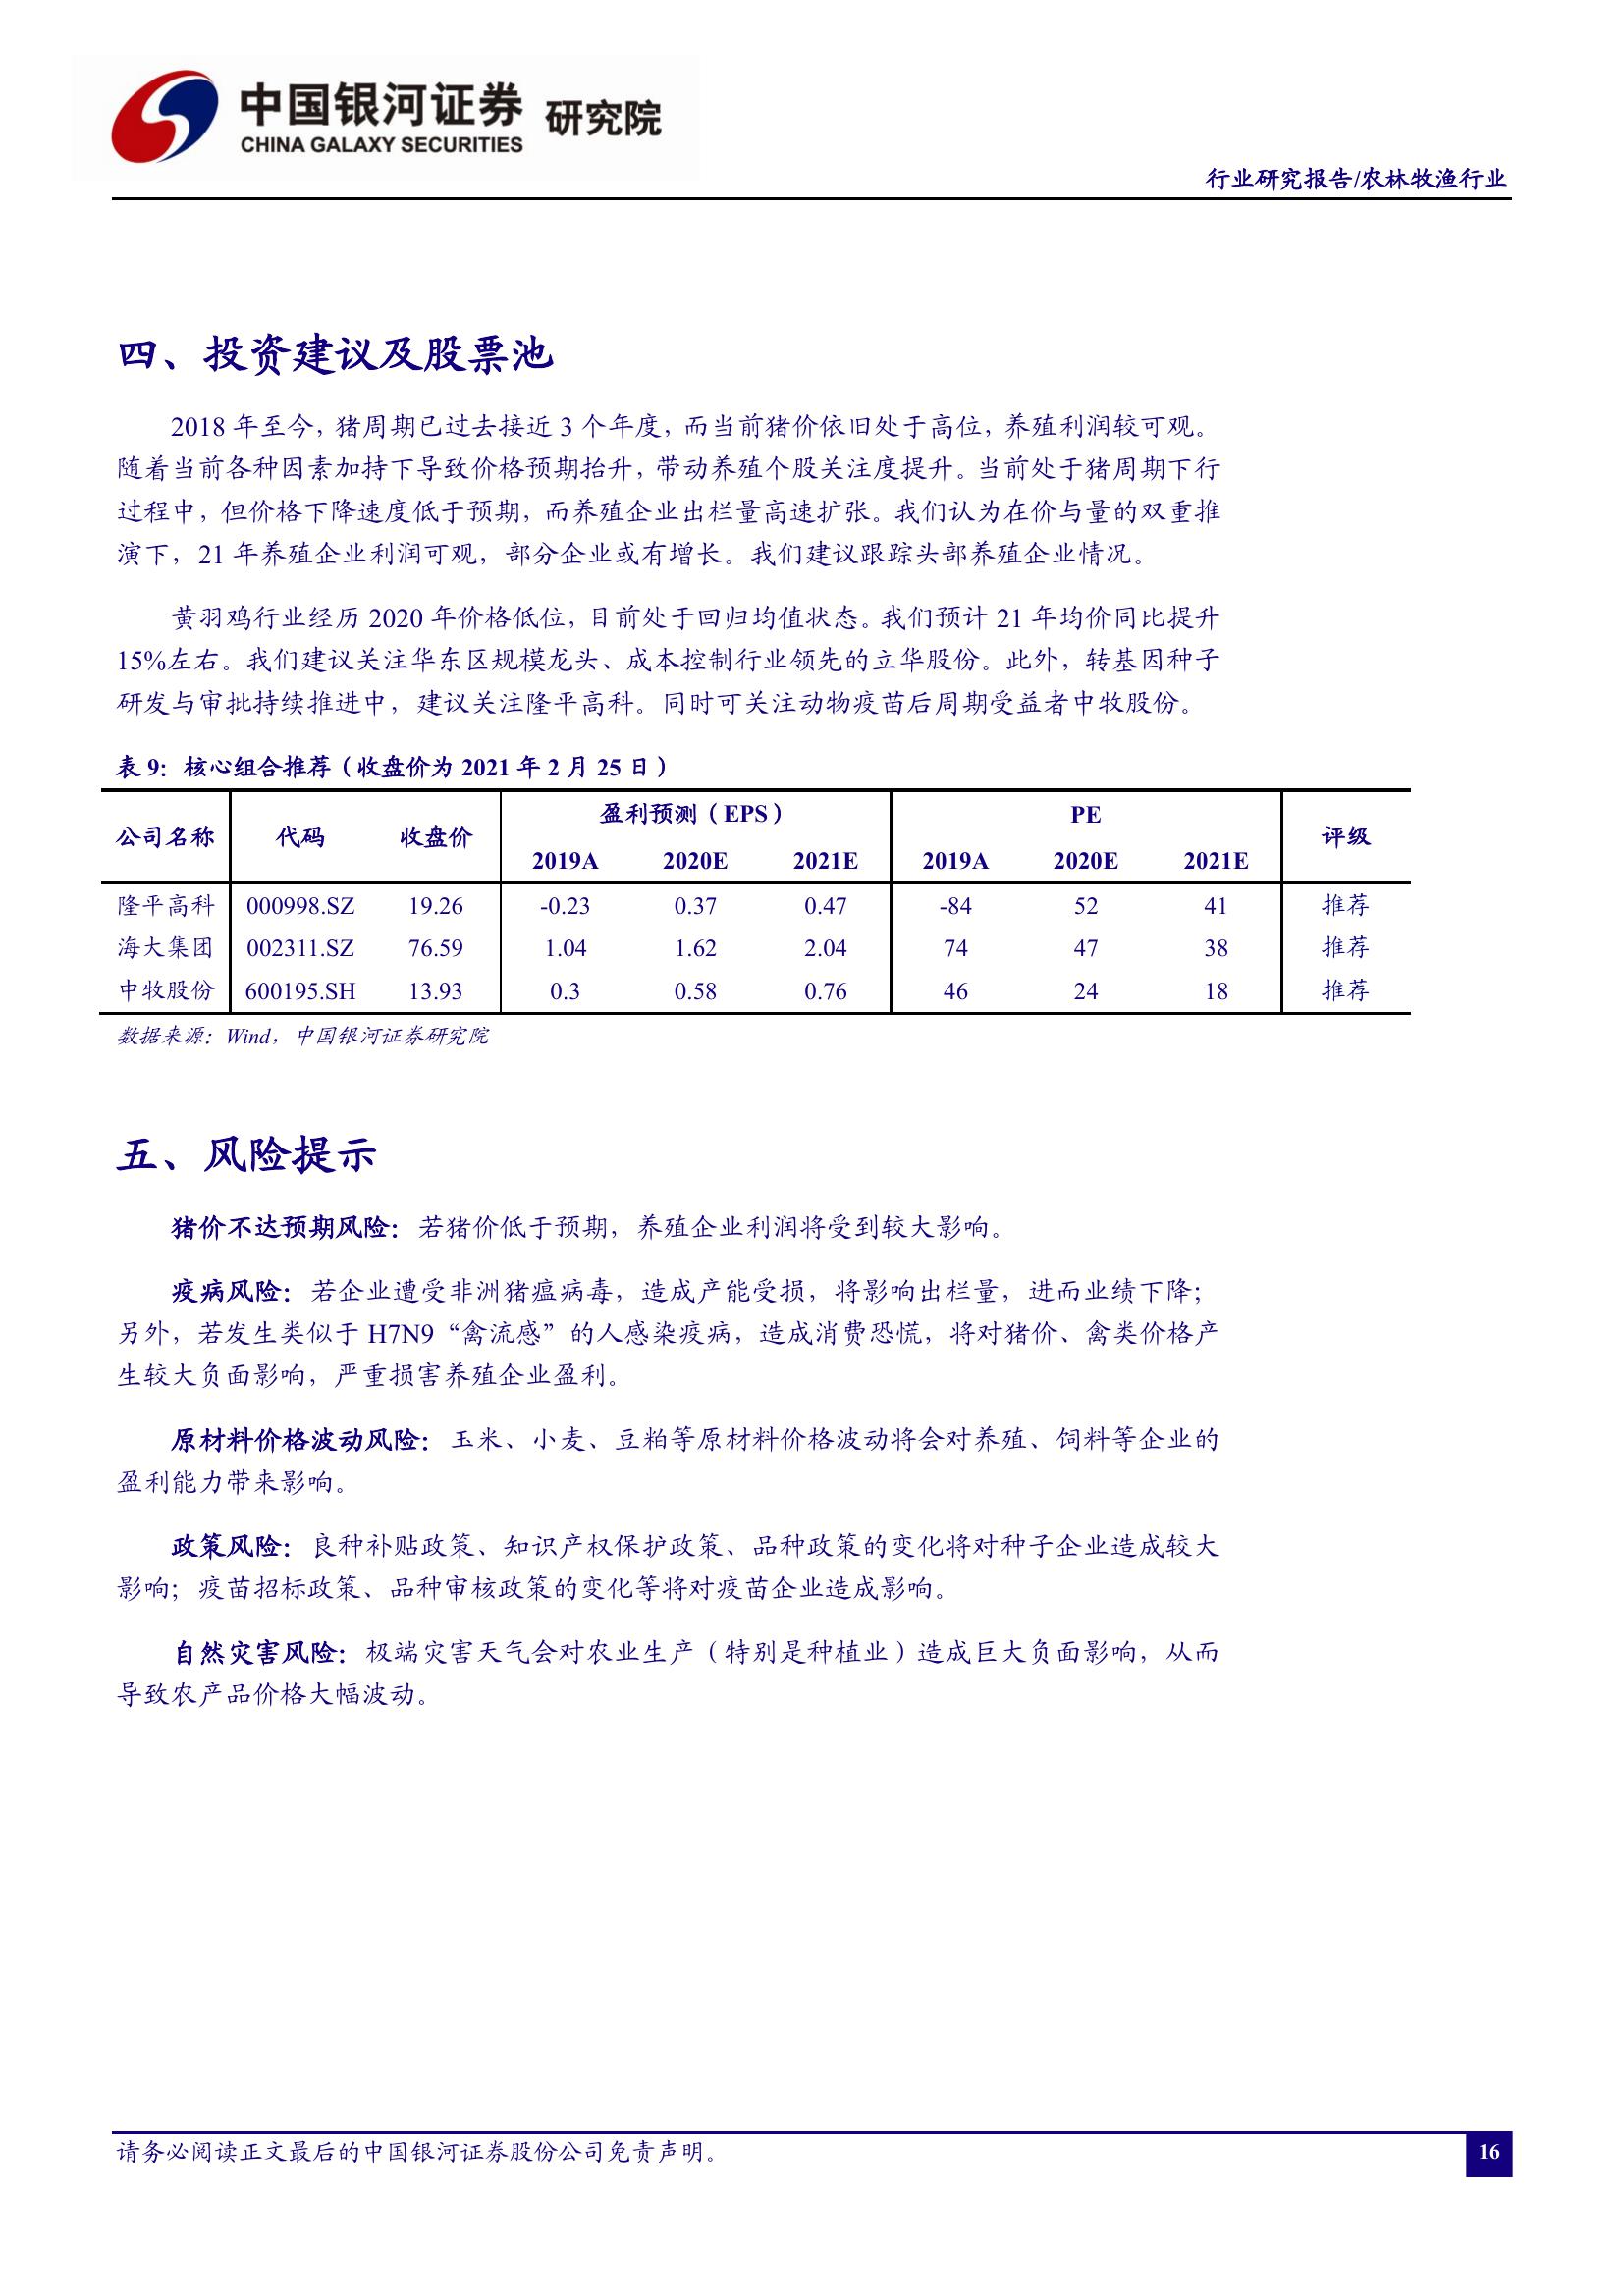 中国银河证券 研究院
CHINA GALAXY SECURITIES
行业研究报告/农林牧渔行业
四、投资建议及股票池
2018 年至今，猪周期已过去接近 3 个年度，而当前猪价依旧处于高位，养殖利润较可观。
随着当前各种因素加持下导致价格预期抬升，带动养殖个股关注度提升。当前处于猪周期下行
过程中，但价格下降速度低于预期，而养殖企业出栏量高速扩张。我们认为在价与量的双重推
演下，21 年养殖企业利润可观，部分企业或有增长。我们建议跟踪头部养殖企业情况。
黄羽鸡行业经历 2020 年价格低位，目前处于回归均值状态。我们预计 21 年均价同比提升
15%左右。我们建议关注华东区规模龙头、成本控制行业领先的立华股份。此外，转基因种子
研发与审批持续推进中，建议关注隆平高科。同时可关注动物疫苗后周期受益者中牧股份。
表 9：核心组合推荐（收盘价为 2021 年 2 月 25 日）
公司名称 代码 收盘价 盈利预测（EPS） PE 评级
2019A 2020E 2021E 2019A 2020E 2021E
隆平高科 000998.SZ 19.26 -0.23 0.37 0.47 -84 52 41 推荐
海大集团 002311.SZ 76.59 1.04 1.62 2.04 74 47 38 推荐
中牧股份 600195.SH 13.93 0.3 0.58 0.76 46 24 18 推荐
数据来源：Wind，中国银河证券研究院
五、风险提示
猪价不达预期风险：若猪价低于预期，养殖企业利润将受到较大影响。
疫病风险：若企业遭受非洲猪瘟病毒，造成产能受损，将影响出栏量，进而业绩下降；
另外，若发生类似于 H7N9“禽流感”的人感染疫病，造成消费恐慌，将对猪价、禽类价格产
生较大负面影响，严重损害养殖企业盈利。
原材料价格波动风险：玉米、小麦、豆粕等原材料价格波动将会对养殖、饲料等企业的
盈利能力带来影响。
政策风险：良种补贴政策、知识产权保护政策、品种政策的变化将对种子企业造成较大
影响；疫苗招标政策、品种审核政策的变化等将对疫苗企业造成影响。
自然灾害风险：极端灾害天气会对农业生产（特别是种植业）造成巨大负面影响，从而
导致农产品价格大幅波动。
请务必阅读正文最后的中国银河证券股份公司免责声明。
16